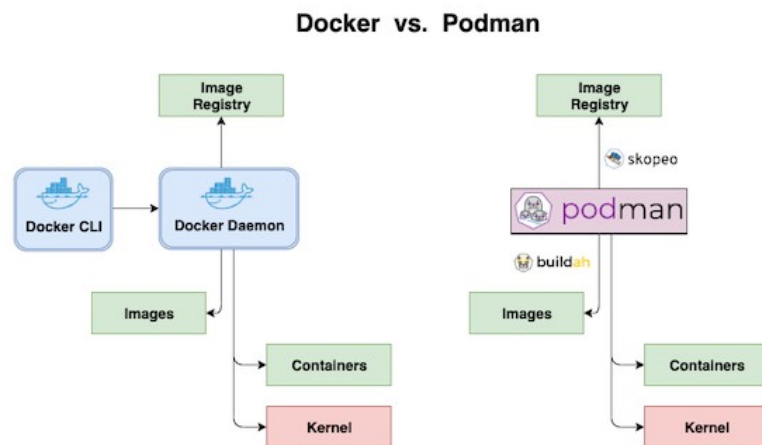 Docker vs. Podman
Image
Registry
Docker CLI
Docker Daemon
Images
Containers
Kernel
Image
Registry
skopeo
podman
buildah
Images
Containers
Kernel